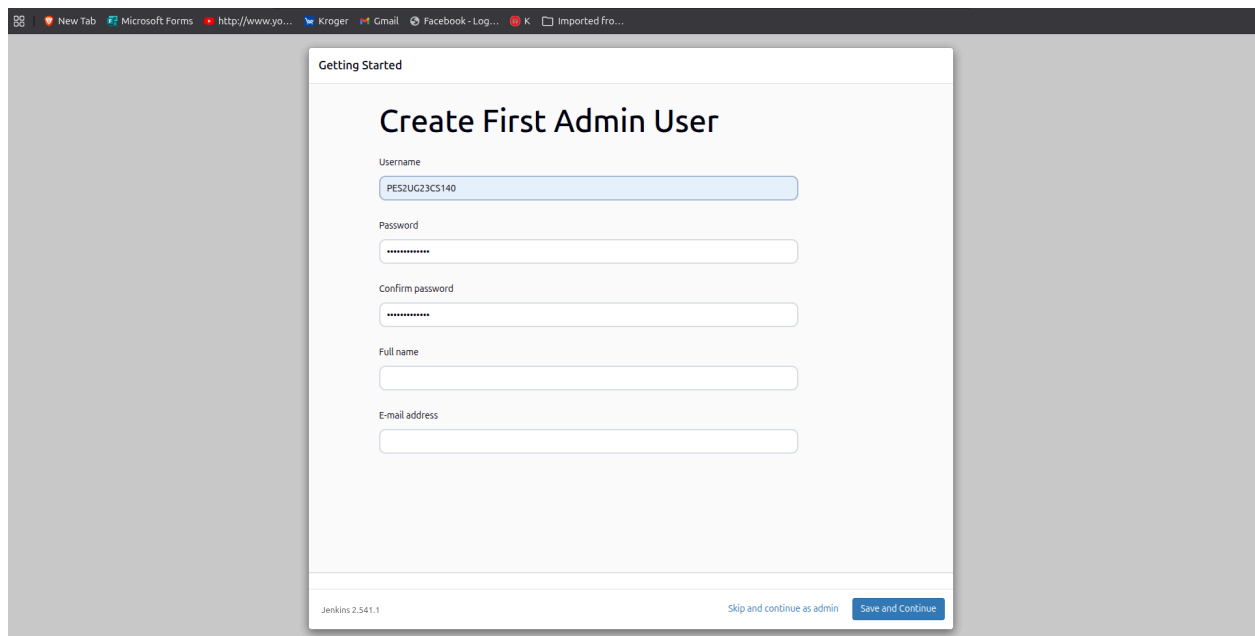 New Tab Microsoft Forms http://www.yo... Kroger Gmail Facebook - Log... K Imported fro...
Getting Started
Create First Admin User
Username
PES2UG23CS140
Password
•••••••••••••
Confirm password
•••••••••••••
Full name
E-mail address
Jenkins 2.541.1 Skip and continue as admin Save and Continue